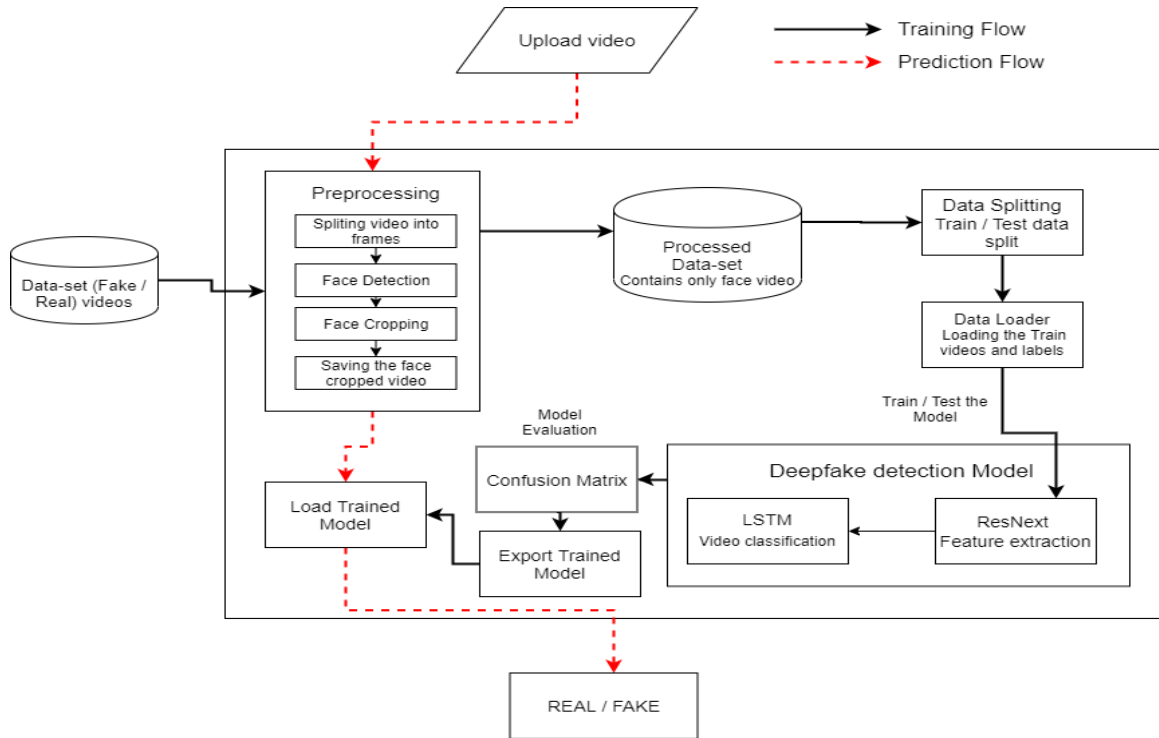 Upload video
Training Flow
Prediction Flow
Preprocessing
Spliting video into
frames
Face Detection
Face Cropping
Saving the face
cropped video
Data-set (Fake /
Real) videos
Processed
Data-set
Contains only face video
Data Splitting
Train / Test data
split
Data Loader
Loading the Train
videos and labels
Train / Test the
Model
Deepfake detection Model
ResNext
Feature extraction
LSTM
Video classification
Model
Evaluation
Confusion Matrix
Export Trained
Model
Load Trained
Model
REAL / FAKE